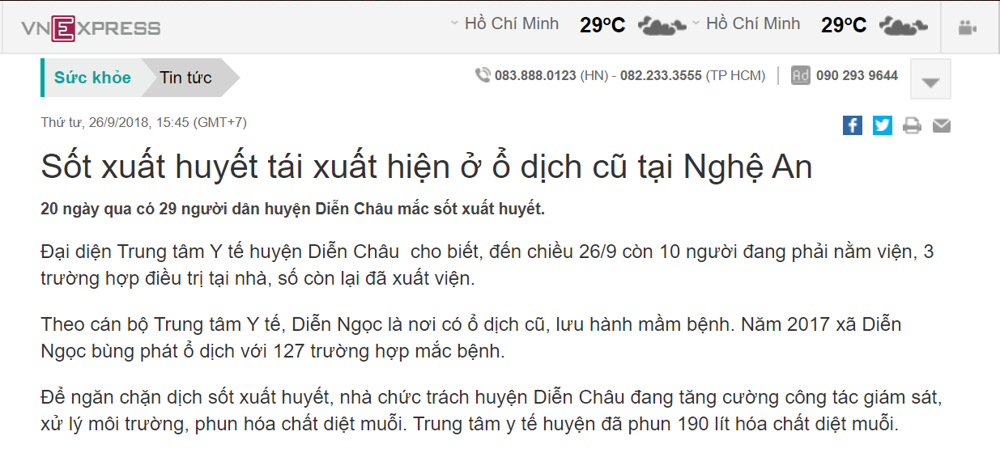 VNEXPRESS
Hồ Chí Minh 29°C Hồ Chí Minh 29°C
Sức khỏe Tin tức
083.888.0123 (HN) - 082.233.3555 (TP HCM) Ad 090 293 9644
Thứ tư, 26/9/2018, 15:45 (GMT+7)
Sốt xuất huyết tái xuất hiện ở ổ dịch cũ tại Nghệ An
20 ngày qua có 29 người dân huyện Diễn Châu mắc sốt xuất huyết.
Đại diện Trung tâm Y tế huyện Diễn Châu cho biết, đến chiều 26/9 còn 10 người đang phải nằm viện, 3
trường hợp điều trị tại nhà, số còn lại đã xuất viện.
Theo cán bộ Trung tâm Y tế, Diễn Ngọc là nơi có ổ dịch cũ, lưu hành mầm bệnh. Năm 2017 xã Diễn
Ngọc bùng phát ổ dịch với 127 trường hợp mắc bệnh.
Để ngăn chặn dịch sốt xuất huyết, nhà chức trách huyện Diễn Châu đang tăng cường công tác giám sát,
xử lý môi trường, phun hóa chất diệt muỗi. Trung tâm y tế huyện đã phun 190 lít hóa chất diệt muỗi.